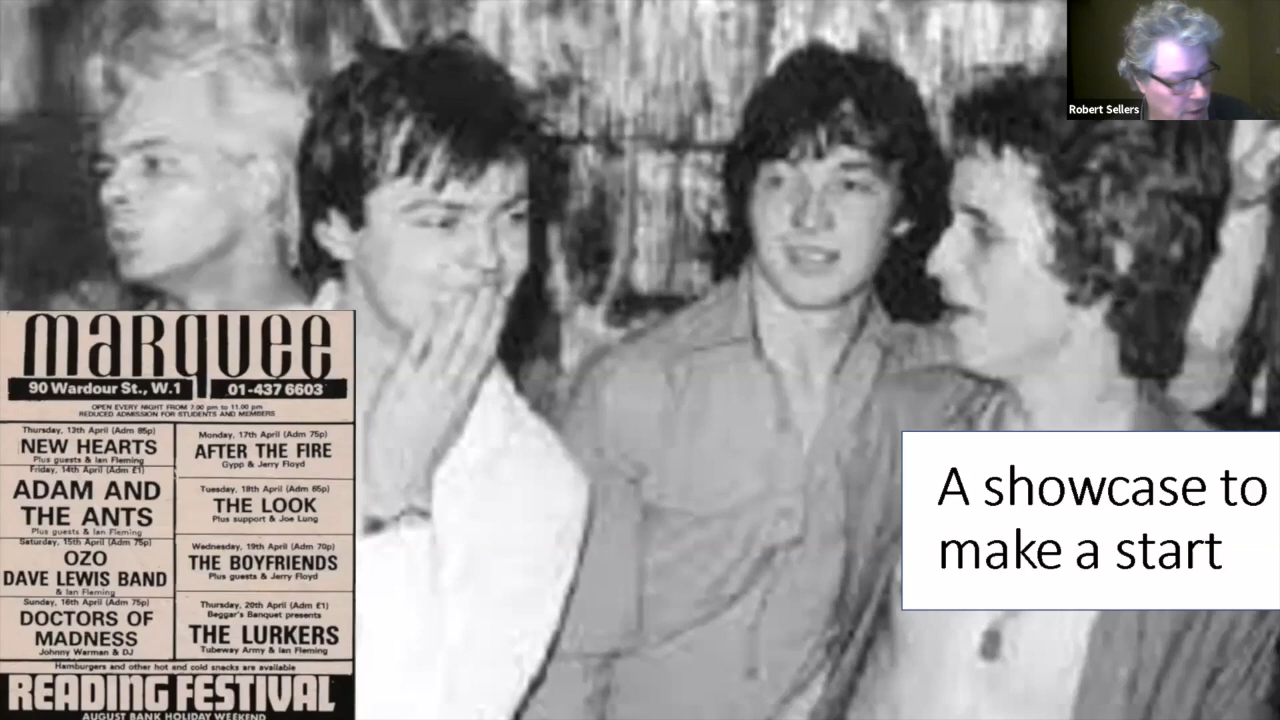 Robert Sellers
marquee
90 Wardour St., W.1
01-437 6603
OPEN EVERY NIGHT FROM 7.00 pm to 11.00 pm
REDUCED ADMISSION FOR STUDENTS AND MEMBERS
Thursday, 13th April (Adm 85p)
NEW HEARTS
Plus guests & Ian Fleming
Friday, 14th April (Adm £1)
ADAM AND
THE ANTS
Plus guests & Ian Fleming
Saturday, 15th April (Adm 75p)
OZO
DAVE LEWIS BAND
& Ian Fleming
Sunday, 16th April (Adm 75p)
DOCTORS OF
MADNESS
Johnny Warman & DJ
Monday, 17th April (Adm 75p)
AFTER THE FIRE
Gypp & Jerry Floyd
Tuesday, 18th April (Adm 65p)
THE LOOK
Plus support & Joe Lung
Wednesday, 19th April (Adm 70p)
THE BOYFRIENDS
Plus guests & Jerry Floyd
Thursday, 20th April (Adm £1)
Beggar's Banquet presents
THE LURKERS
Tubeway Army & Ian Fleming
Hamburgers and other hot and cold snacks are available
READING FESTIVAL
AUGUST BANK HOLIDAY WEEKEND
A showcase to
make a start